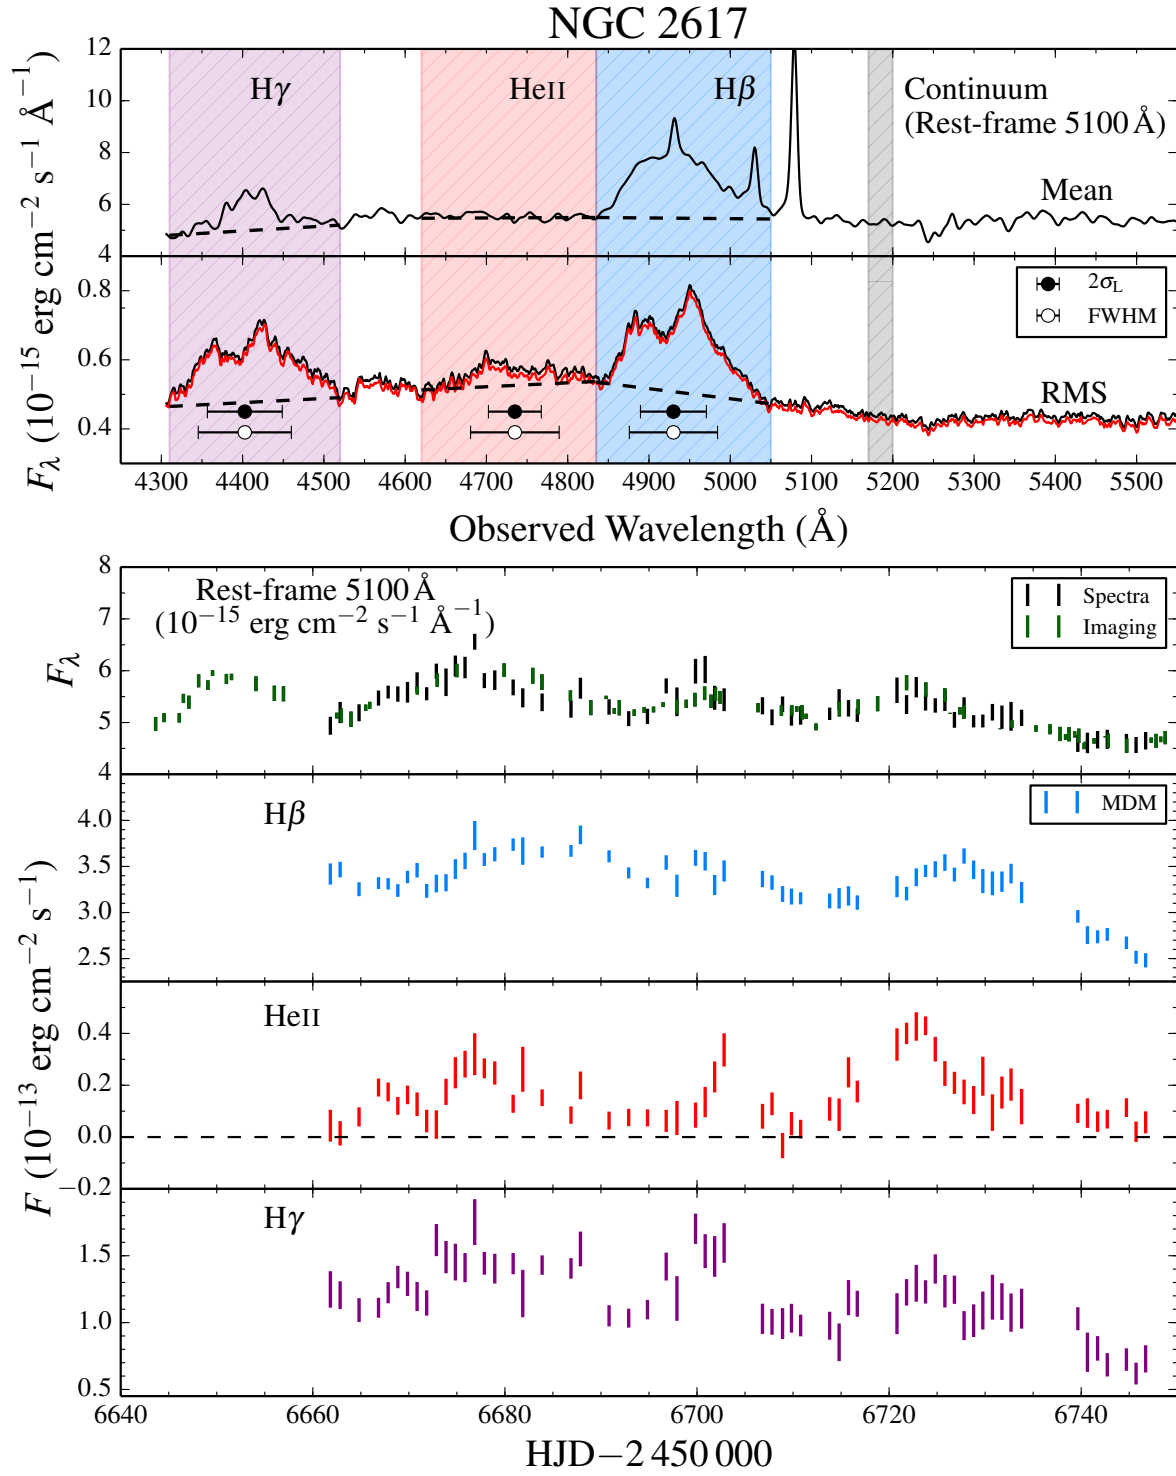 NGC 2617
Fλ (10−15 erg cm−2 s−1 Å−1)
12
10
8
6
4
Hγ
HeII
Hβ
Continuum
(Rest-frame 5100 Å)
Mean
0.8
0.6
0.4
2σL
FWHM
RMS
4300 4400 4500 4600 4700 4800 4900 5000 5100 5200 5300 5400 5500
Observed Wavelength (Å)
Fλ
8
7
6
5
4
Rest-frame 5100 Å
(10−15 erg cm−2 s−1 Å−1)
Spectra
Imaging
F (10−13 erg cm−2 s−1)
4.0
3.5
3.0
2.5
Hβ
MDM
0.4
0.2
0.0
−0.2
HeII
1.5
1.0
0.5
Hγ
6640 6660 6680 6700 6720 6740
HJD−2 450 000